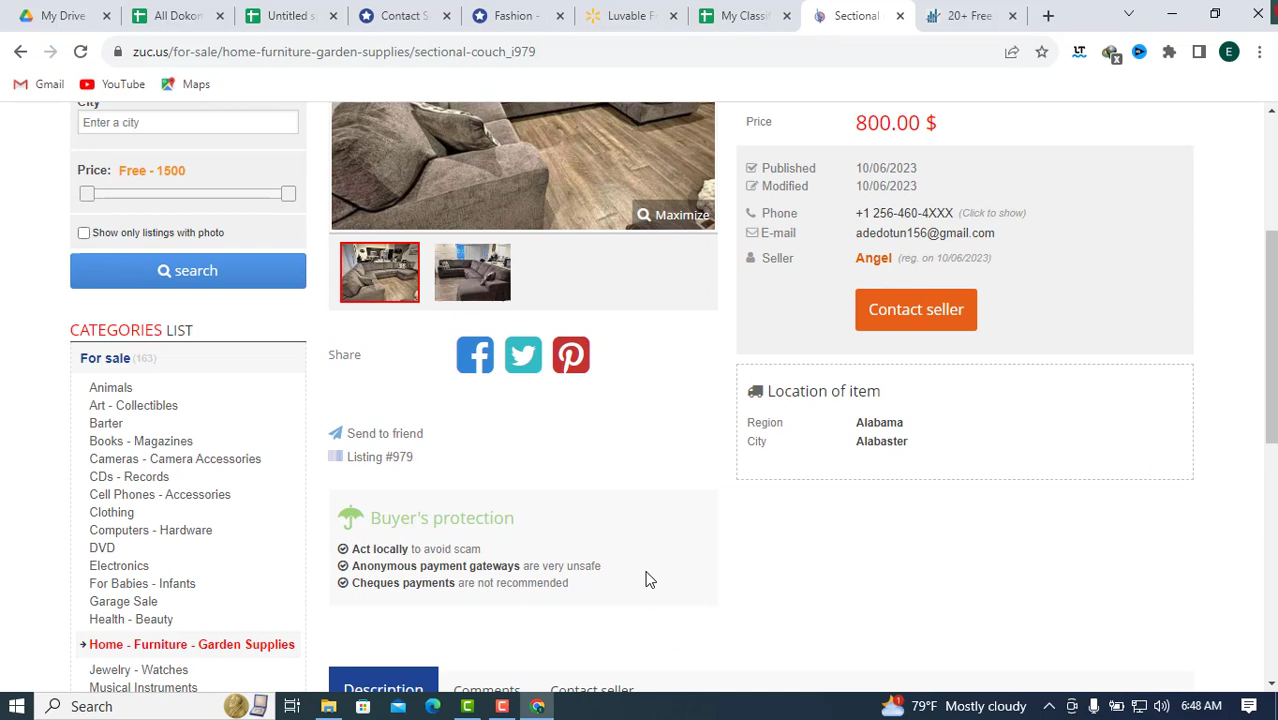 My Drive
All Dokon
Untitled s
Contact S
Fashion -
Luvable F
My Classif
Sectional
20+ Free
zuc.us/for-sale/home-furniture-garden-supplies/sectional-couch_i979
LT
X
E
Gmail
YouTube
Maps
City
Enter a city
Price: Free - 1500
Show only listings with photo
search
CATEGORIES LIST
For sale (163)
Animals
Art - Collectibles
Barter
Books - Magazines
Cameras - Camera Accessories
CDs - Records
Cell Phones - Accessories
Clothing
Computers - Hardware
DVD
Electronics
For Babies - Infants
Garage Sale
Health - Beauty
Home - Furniture - Garden Supplies
Jewelry - Watches
Musical Instruments
Maximize
Share
Send to friend
Listing #979
Buyer's protection
Act locally to avoid scam
Anonymous payment gateways are very unsafe
Cheques payments are not recommended
Description
Comments
Contact seller
Price 800.00 $
Published 10/06/2023
Modified 10/06/2023
Phone +1 256-460-4XXX (Click to show)
E-mail adedotun156@gmail.com
Seller Angel (reg. on 10/06/2023)
Contact seller
Location of item
Region Alabama
City Alabaster
Search
1
79°F Mostly cloudy
6:48 AM